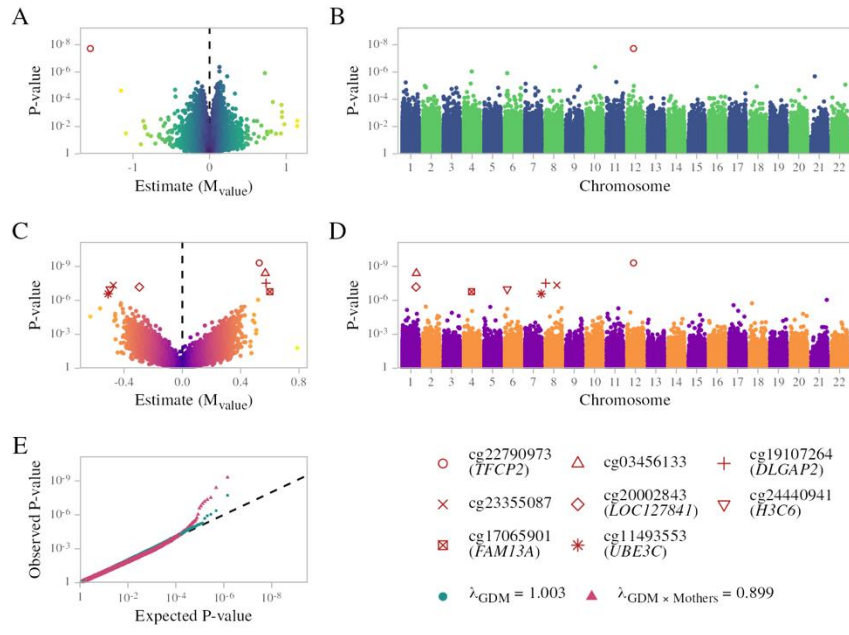 A
P-value
10-8
10-6
10-4
10-2
1
-1
0
1
Estimate (Mvalue)
B
P-value
10-8
10-6
10-4
10-2
1
1 2 3 4 5 6 7 8 9 10 11 12 13 14 15 16 17 18 19 20 21 22
Chromosome
C
P-value
10-9
10-6
10-3
1
-0.4
0.0
0.4
0.8
Estimate (Mvalue)
D
P-value
10-9
10-6
10-3
1
1 2 3 4 5 6 7 8 9 10 11 12 13 14 15 16 17 18 19 20 21 22
Chromosome
E
Observed P-value
10-9
10-6
10-3
1
1
10-2
10-4
10-6
10-8
Expected P-value
cg22790973
(TFCP2)
cg03456133
cg19107264
(DLGAP2)
cg23355087
cg20002843
(LOC127841)
cg24440941
(H3C6)
cg17065901
(FAM13A)
cg11493553
(UBE3C)
λGDM = 1.003
λGDM × Mothers = 0.899